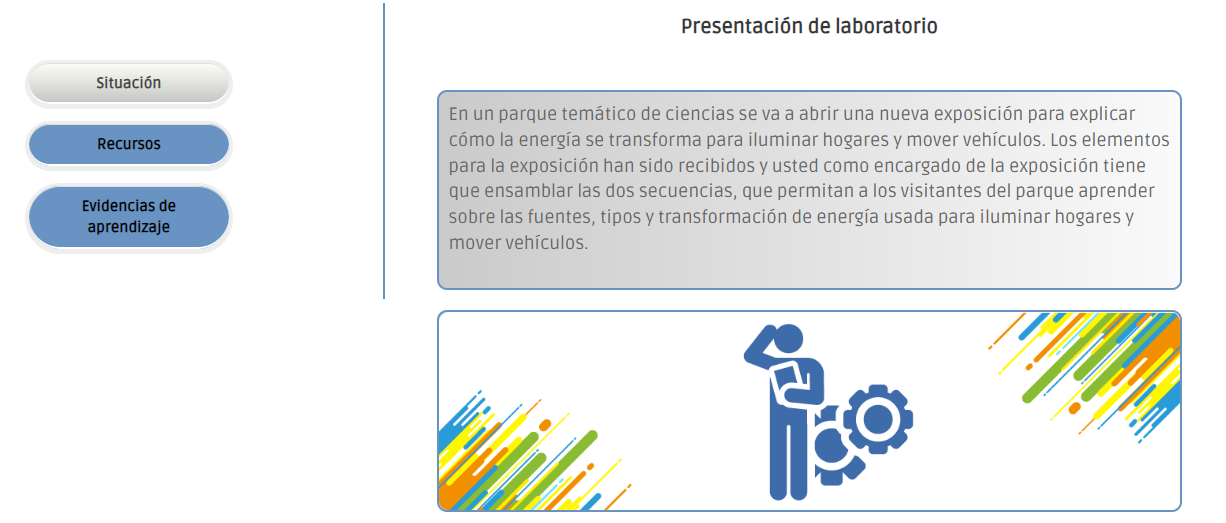 Presentación de laboratorio
Situación
Recursos
Evidencias de
aprendizaje
En un parque temático de ciencias se va a abrir una nueva exposición para explicar
cómo la energía se transforma para iluminar hogares y mover vehículos. Los elementos
para la exposición han sido recibidos y usted como encargado de la exposición tiene
que ensamblar las dos secuencias, que permitan a los visitantes del parque aprender
sobre las fuentes, tipos y transformación de energía usada para iluminar hogares y
mover vehículos.